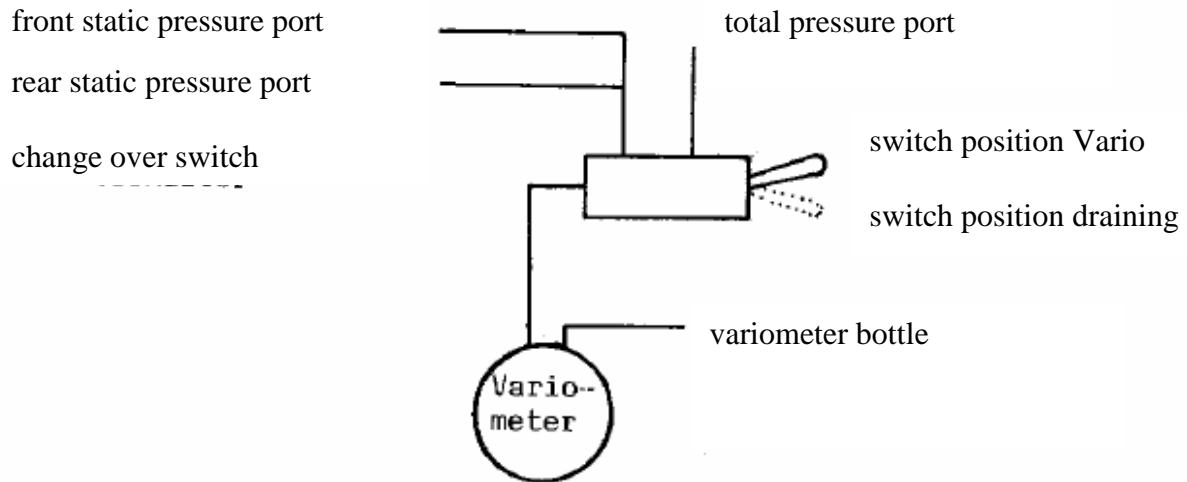 front static pressure port
total pressure port
rear static pressure port
change over switch
switch position Vario
switch position draining
variometer bottle
Vario-
meter